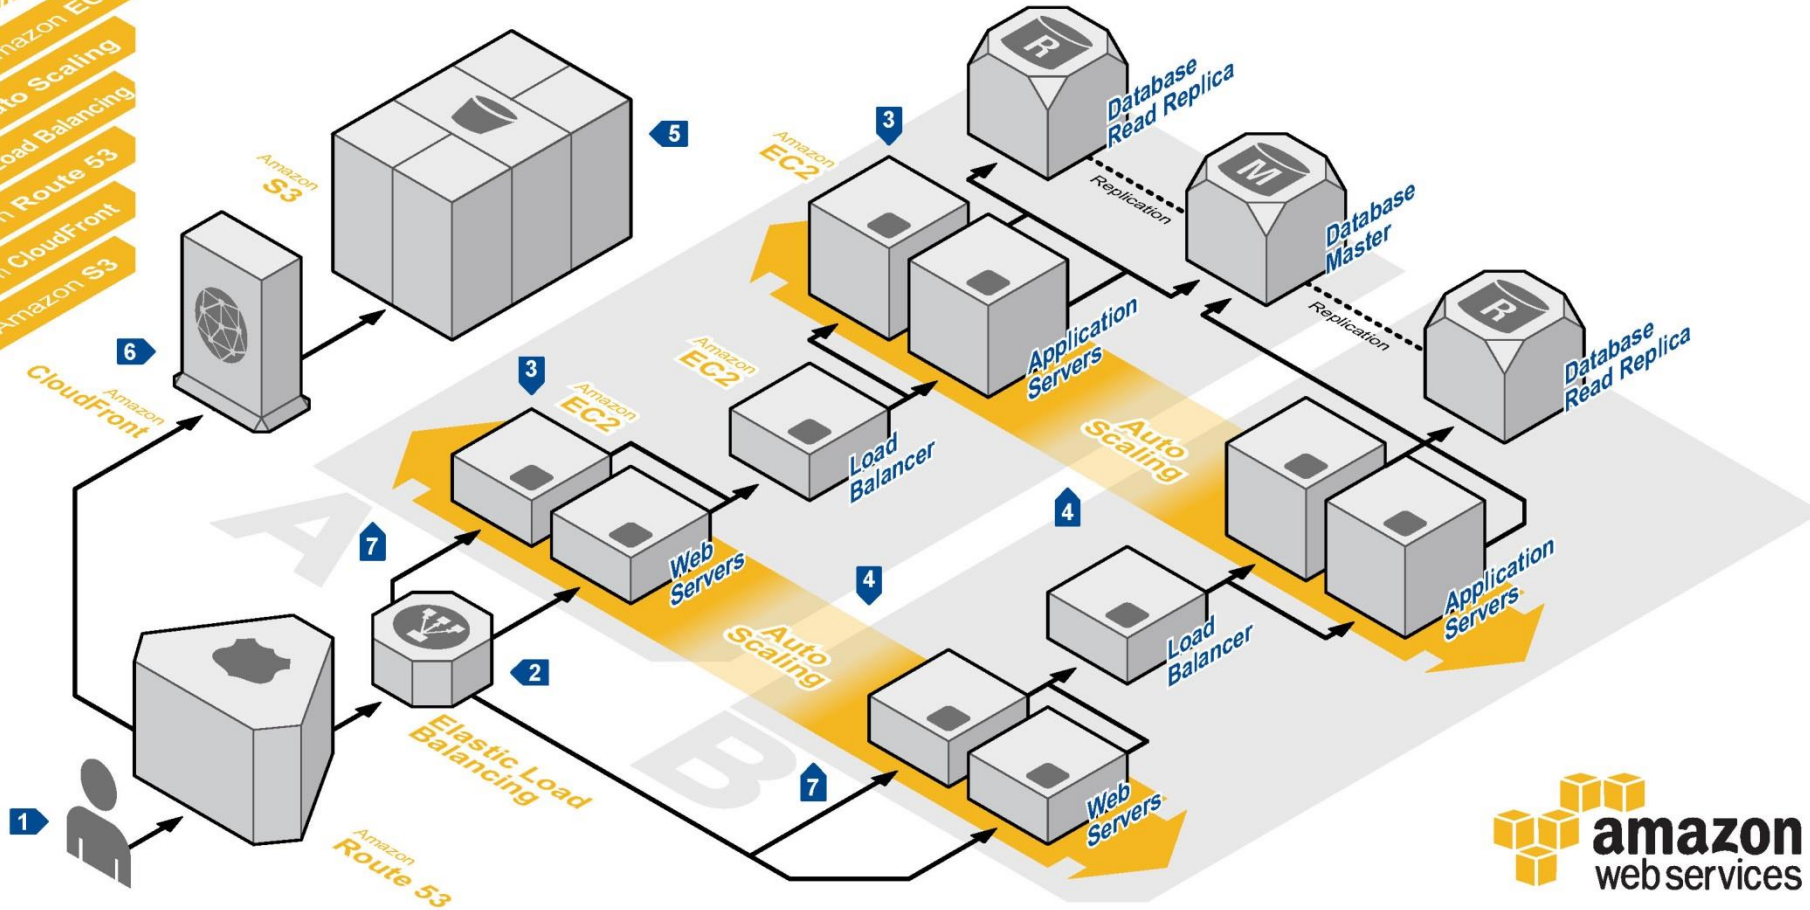 Amazon EC
Auto Scaling
Load Balancing
Route 53
CloudFront
Amazon S3
Amazon
S3
5
6
Amazon
CloudFront
1
Amazon
Route 53
2
Elastic Load
Balancing
7
3
Amazon
EC2
Web
Servers
A
Amazon
EC2
Load
Balancer
3
Amazon
EC2
Application
Servers
R
Database
Read Replica
Replication
M
Database
Master
Replication
R
Database
Read Replica
Auto
Scaling
4
4
Auto
Scaling
B
7
Web
Servers
Load
Balancer
Application
Servers
amazon
web services